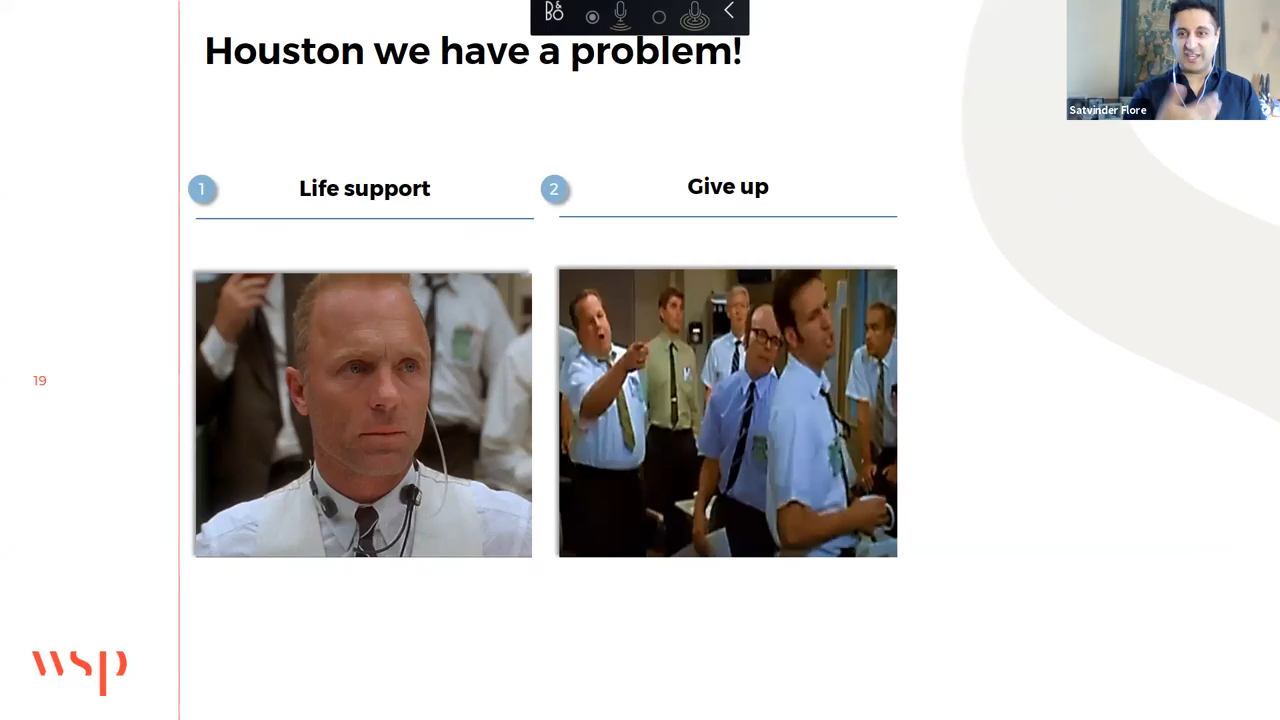 B&O
Houston we have a problem!
Satvinder Flore
1
Life support
2
Give up
19
wsp